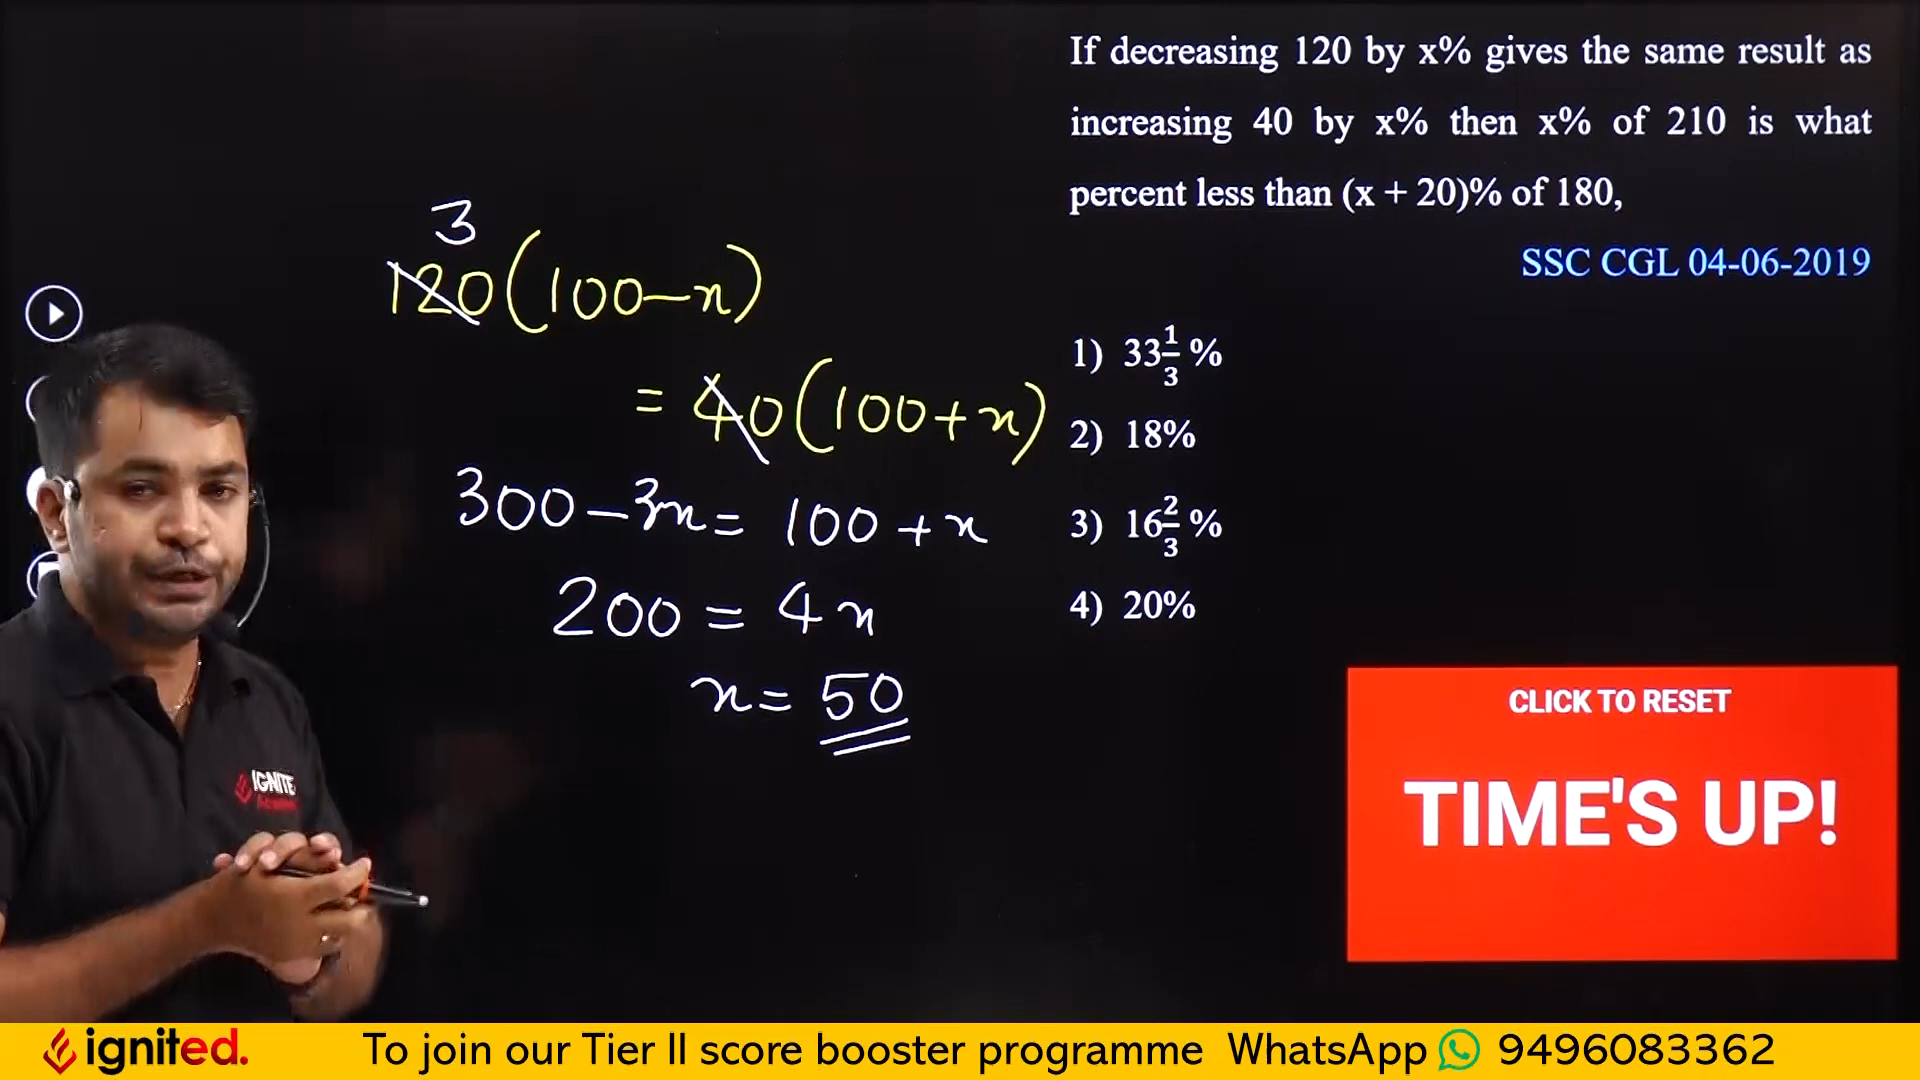 If decreasing 120 by x% gives the same result as
increasing 40 by x% then x% of 210 is what
percent less than (x + 20)% of 180,
SSC CGL 04-06-2019
1) 33 1/3 %
2) 18%
3) 16 2/3 %
4) 20%
3
120(100-x)
= 40(100+x)
300-3x= 100+x
200 = 4x
x= 50
CLICK TO RESET
TIME'S UP!
IGNITE
ignited.
To join our Tier II score booster programme WhatsApp 9496083362